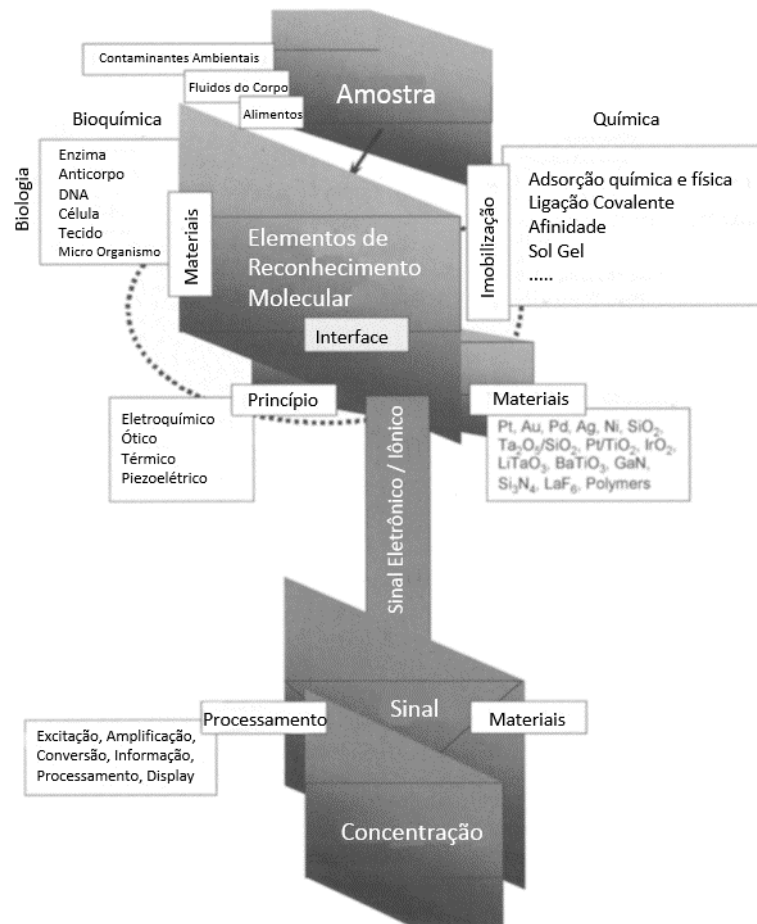 Contaminantes Ambientais
Fluidos do Corpo
Alimentos
Amostra
Bioquímica
Química
Biologia
Enzima
Anticorpo
DNA
Célula
Tecido
Micro Organismo
Materiais
Elementos de
Reconhecimento
Molecular
Imobilização
Adsorção química e física
Ligação Covalente
Afinidade
Sol Gel
.....
Interface
Princípio
Eletroquímico
Ótico
Térmico
Piezoelétrico
Materiais
Pt, Au, Pd, Ag, Ni, SiO₂,
Ta₂O₅/SiO₂, Pt/TiO₂, IrO₂,
LiTaO₃, BaTiO₃, GaN,
Si₃N₄, LaF₆, Polymers
Sinal Eletrônico / Iônico
Sinal
Processamento
Materiais
Excitação, Amplificação,
Conversão, Informação,
Processamento, Display
Concentração